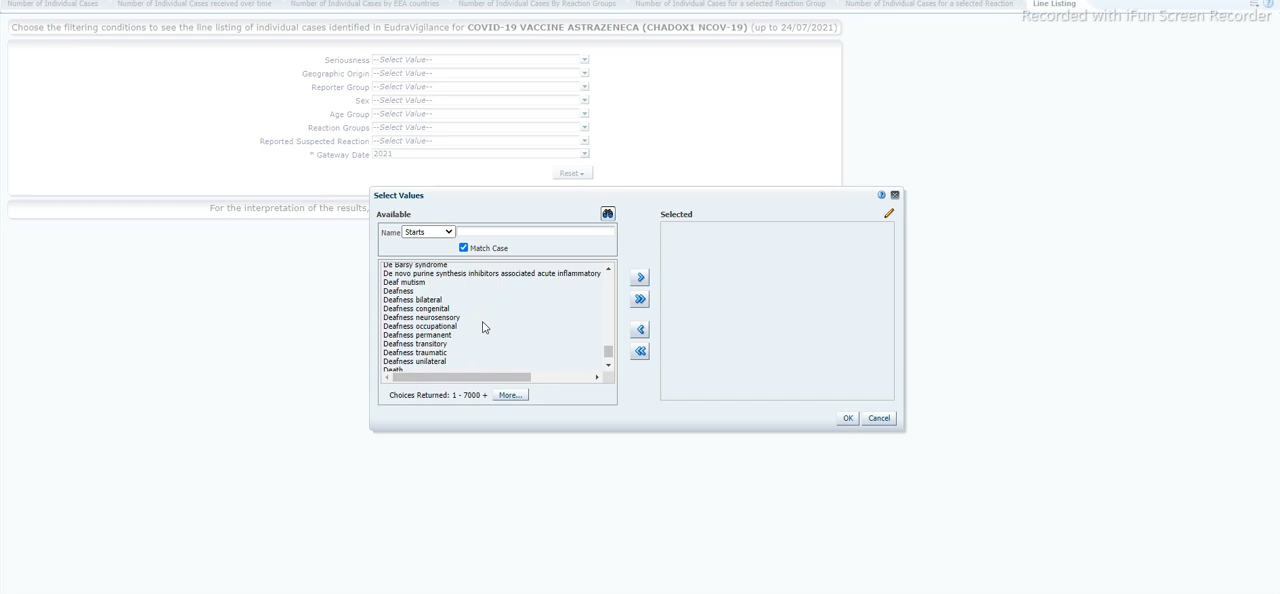 Number of Individual Cases Number of Individual Cases received over time Number of Individual Cases by EEA countries Number of Individual Cases By Reaction Groups Number of Individual Cases for a selected Reaction Group Number of Individual Cases for a selected Reaction Line Listing
Recorded with iFun Screen Recorder
Choose the filtering conditions to see the line listing of individual cases identified in EudraVigilance for COVID-19 VACCINE ASTRAZENECA (CHADOX1 NCOV-19) (up to 24/07/2021)
Seriousness --Select Value--
Geographic Origin --Select Value--
Reporter Group --Select Value--
Sex --Select Value--
Age Group --Select Value--
Reaction Groups --Select Value--
Reported Suspected Reaction --Select Value--
* Gateway Date 2021
Reset
For the interpretation of the results,
Select Values
Available
Selected
Name Starts
Match Case
De Barsy syndrome
De novo purine synthesis inhibitors associated acute inflammatory
Deaf mutism
Deafness
Deafness bilateral
Deafness congenital
Deafness neurosensory
Deafness occupational
Deafness permanent
Deafness transitory
Deafness traumatic
Deafness unilateral
Death
Choices Returned: 1 - 7000 + More...
OK Cancel